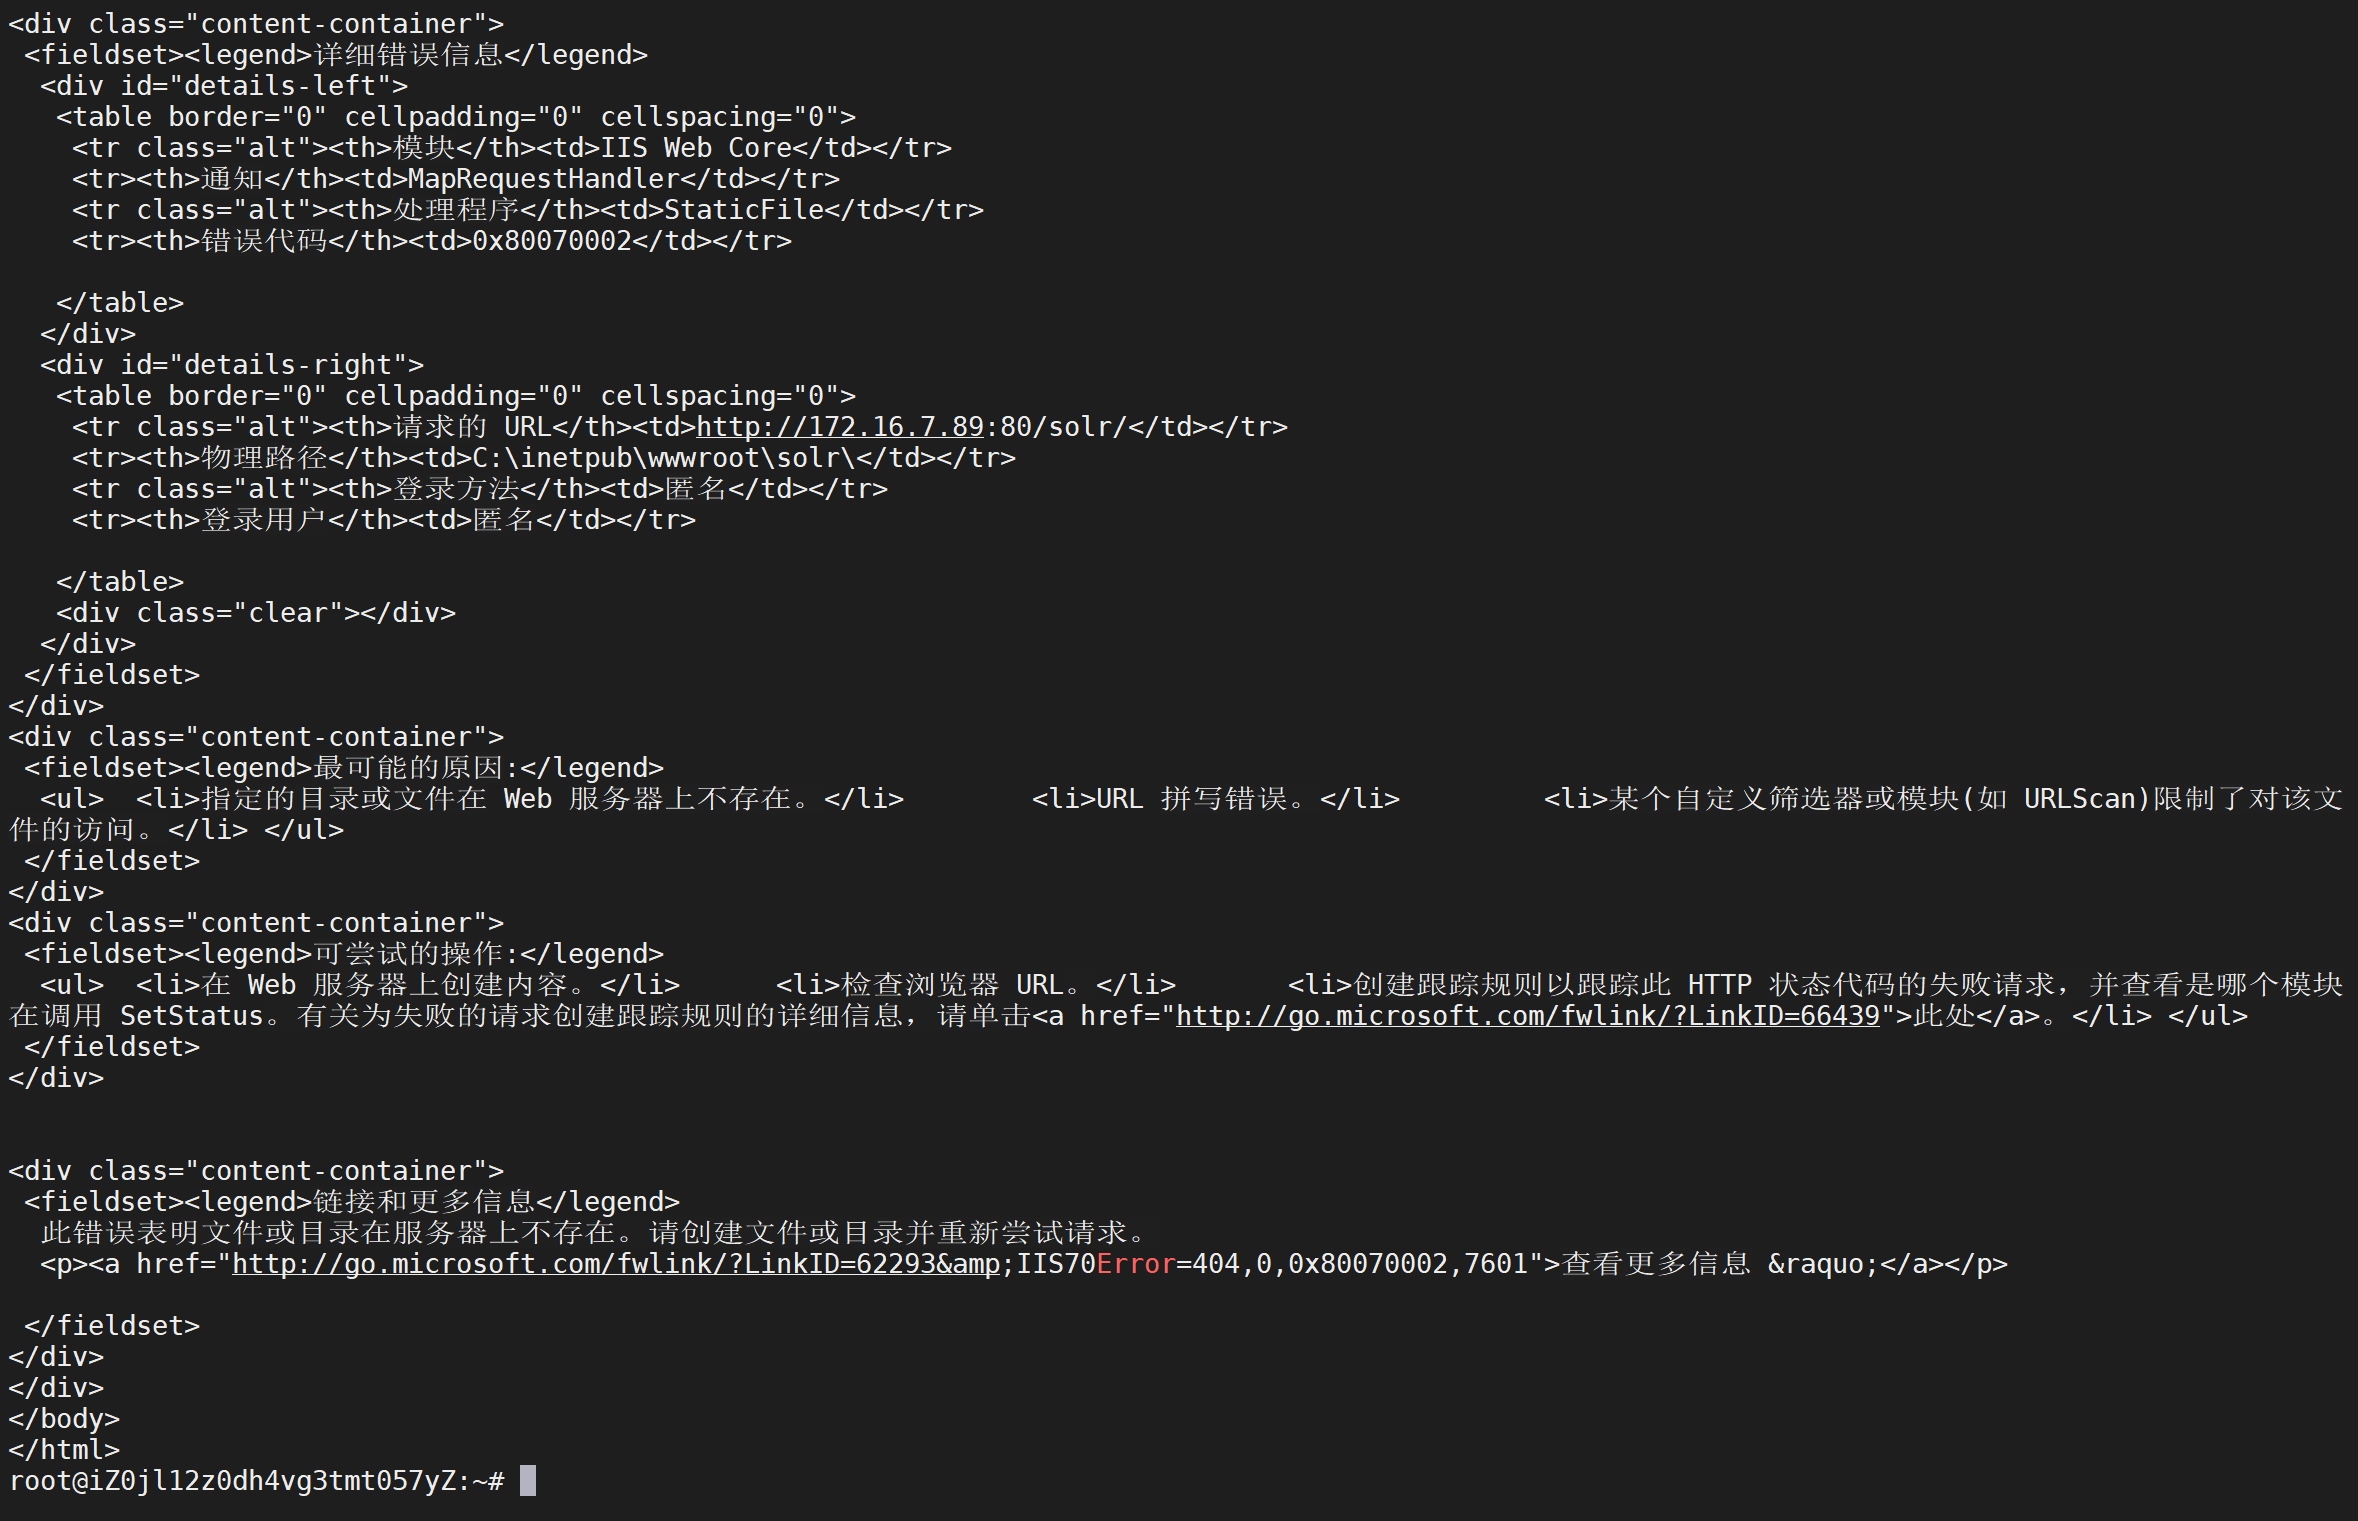 <div class="content-container">
 <fieldset><legend>详细错误信息</legend>
  <div id="details-left">
   <table border="0" cellpadding="0" cellspacing="0">
    <tr class="alt"><th>模块</th><td>IIS Web Core</td></tr>
    <tr><th>通知</th><td>MapRequestHandler</td></tr>
    <tr class="alt"><th>处理程序</th><td>StaticFile</td></tr>
    <tr><th>错误代码</th><td>0x80070002</td></tr>

   </table>
  </div>
  <div id="details-right">
   <table border="0" cellpadding="0" cellspacing="0">
    <tr class="alt"><th>请求的 URL</th><td>http://172.16.7.89:80/solr/</td></tr>
    <tr><th>物理路径</th><td>C:\inetpub\wwwroot\solr\</td></tr>
    <tr class="alt"><th>登录方法</th><td>匿名</td></tr>
    <tr><th>登录用户</th><td>匿名</td></tr>

   </table>
   <div class="clear"></div>
  </div>
 </fieldset>
</div>
<div class="content-container">
 <fieldset><legend>最可能的原因:</legend>
  <ul>  <li>指定的目录或文件在 Web 服务器上不存在。</li>        <li>URL 拼写错误。</li>         <li>某个自定义筛选器或模块(如 URLScan)限制了对该文
件的访问。</li> </ul>
 </fieldset>
</div>
<div class="content-container">
 <fieldset><legend>可尝试的操作:</legend>
  <ul>  <li>在 Web 服务器上创建内容。</li>      <li>检查浏览器 URL。</li>       <li>创建跟踪规则以跟踪此 HTTP 状态代码的失败请求，并查看是哪个模块
在调用 SetStatus。有关为失败的请求创建跟踪规则的详细信息，请单击<a href="http://go.microsoft.com/fwlink/?LinkID=66439">此处</a>。</li> </ul>
 </fieldset>
</div>


<div class="content-container">
 <fieldset><legend>链接和更多信息</legend>
  此错误表明文件或目录在服务器上不存在。请创建文件或目录并重新尝试请求。
  <p><a href="http://go.microsoft.com/fwlink/?LinkID=62293&amp;IIS70Error=404,0,0x80070002,7601">查看更多信息 &raquo;</a></p>

 </fieldset>
</div>
</div>
</body>
</html>
root@iZ0jl12z0dh4vg3tmt057yZ:~#